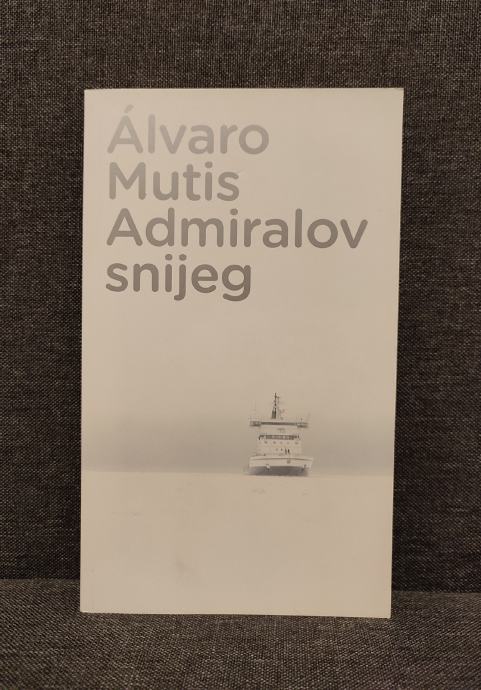 Álvaro
Mutis
Admiralov
snijeg